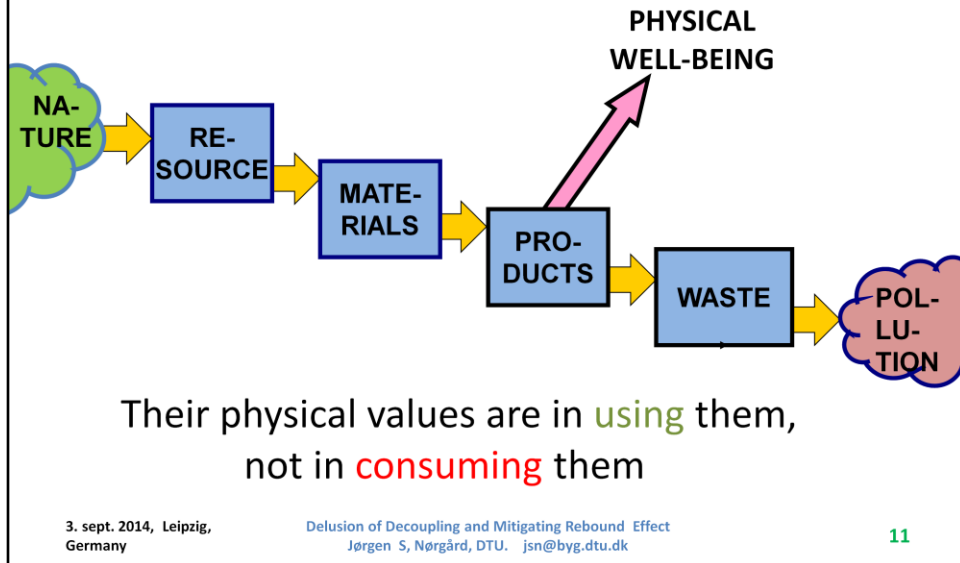 PHYSICAL
WELL-BEING
NA-
TURE
RE-
SOURCE
MATE-
RIALS
PRO-
DUCTS
WASTE
POL-
LU-
TION
Their physical values are in using them,
not in consuming them
3. sept. 2014, Leipzig,
Germany
Delusion of Decoupling and Mitigating Rebound Effect
Jørgen S, Nørgård, DTU. jsn@byg.dtu.dk
11